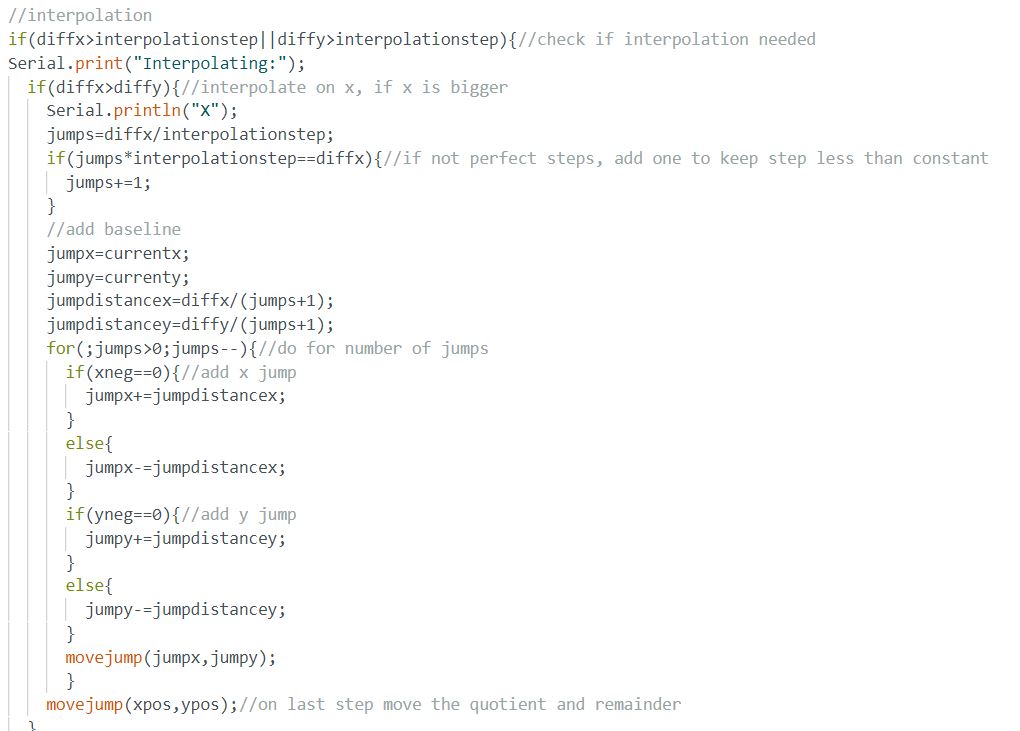 //interpolation
if(diffx>interpolationstep||diffy>interpolationstep){//check if interpolation needed
Serial.print("Interpolating:");
if(diffx>diffy){//interpolate on x, if x is bigger
Serial.println("X");
jumps=diffx/interpolationstep;
if(jumps*interpolationstep==diffx){//if not perfect steps, add one to keep step less than constant
jumps+=1;
}
//add baseline
jumpx=currentx;
jumpy=currenty;
jumpdistancex=diffx/(jumps+1);
jumpdistancey=diffy/(jumps+1);
for(;jumps>0;jumps--){//do for number of jumps
if(xneg==0){//add x jump
jumpx+=jumpdistancex;
}
else{
jumpx-=jumpdistancex;
}
if(yneg==0){//add y jump
jumpy+=jumpdistancey;
}
else{
jumpy-=jumpdistancey;
}
movejump(jumpx,jumpy);
}
movejump(xpos,ypos);//on last step move the quotient and remainder
}